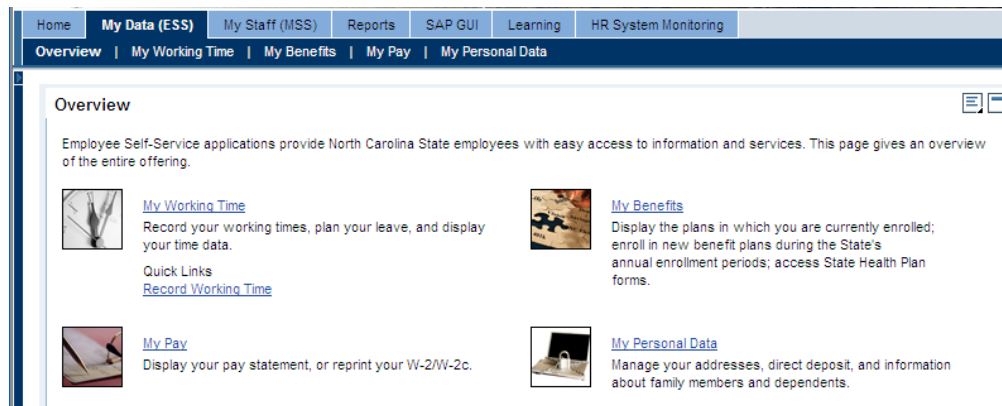 Home My Data (ESS) My Staff (MSS) Reports SAP GUI Learning HR System Monitoring
Overview | My Working Time | My Benefits | My Pay | My Personal Data
Overview
Employee Self-Service applications provide North Carolina State employees with easy access to information and services. This page gives an overview
of the entire offering.
My Working Time
Record your working times, plan your leave, and display
your time data.
Quick Links
Record Working Time
My Benefits
Display the plans in which you are currently enrolled;
enroll in new benefit plans during the State's
annual enrollment periods; access State Health Plan
forms.
My Pay
Display your pay statement, or reprint your W-2/W-2c.
My Personal Data
Manage your addresses, direct deposit, and information
about family members and dependents.